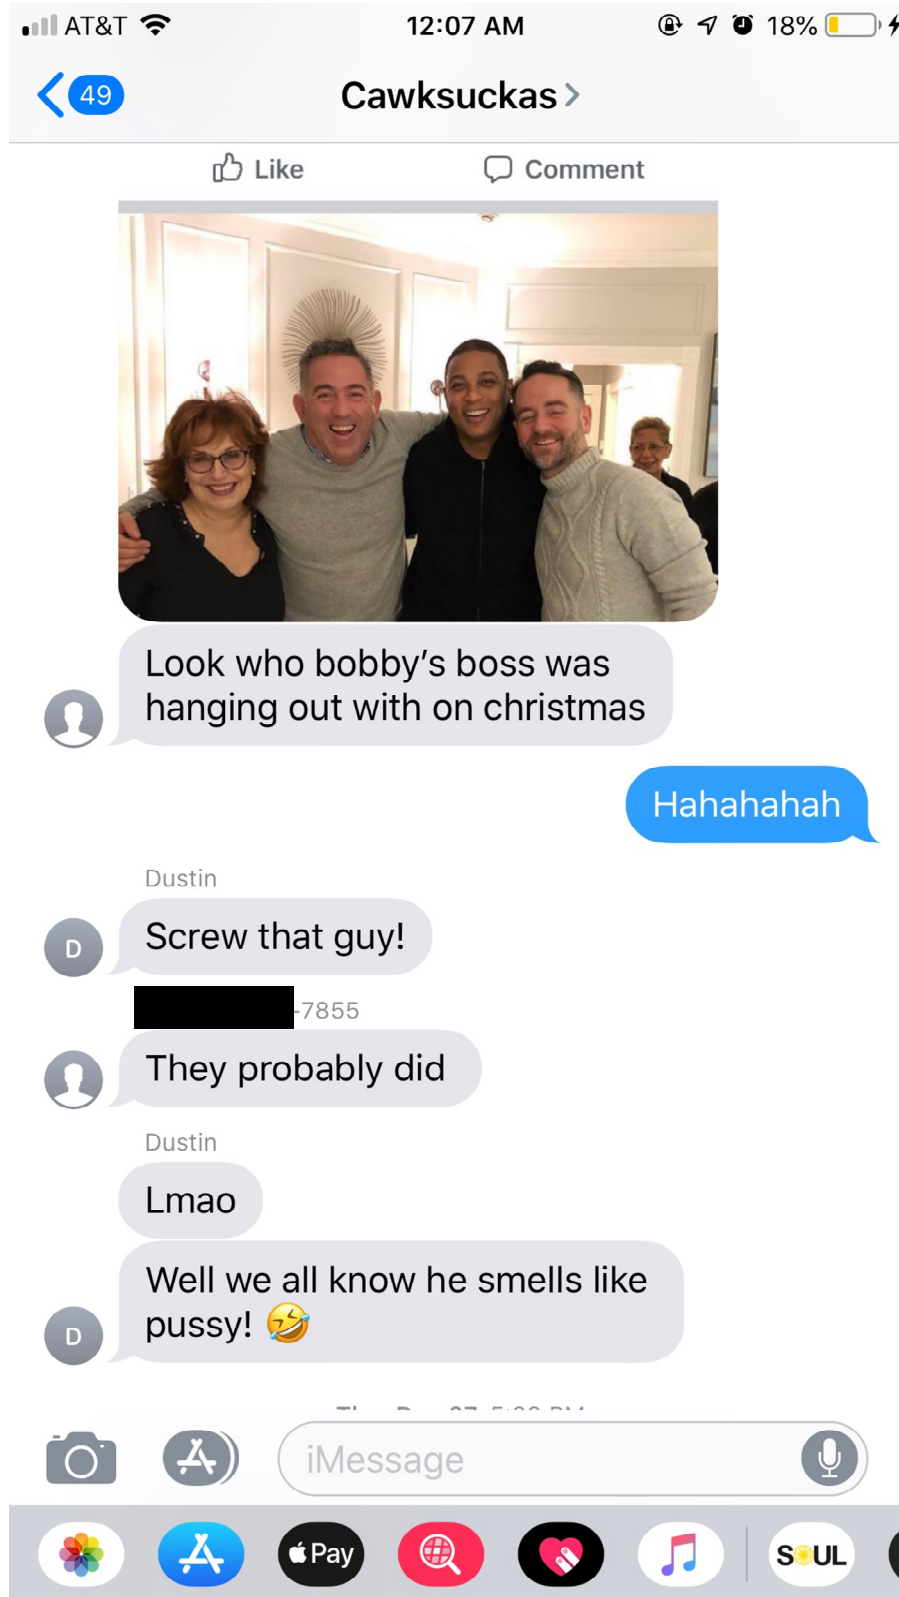 AT&T 12:07 AM 18%
49 Cawksuckas
Like Comment
Look who bobby's boss was
hanging out with on christmas
Hahahahah
Dustin
D Screw that guy!
-7855
They probably did
Dustin
Lmao
Well we all know he smells like
D pussy! 🤣
iMessage
Pay SOUL